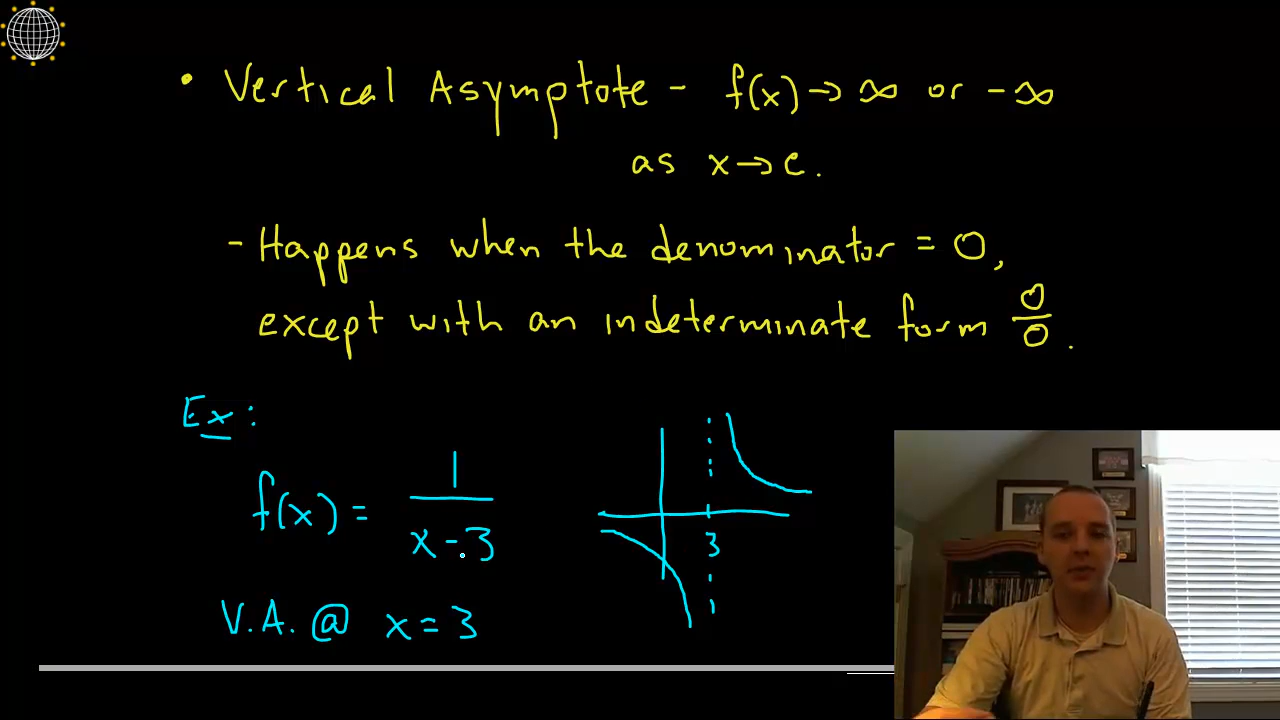 • Vertical Asymptote - f(x) → ∞ or -∞
as x → c.
- Happens when the denominator = 0,
except with an indeterminate form 0/0.
Ex:
f(x) = 1/(x-3)
3
V.A. @ x = 3